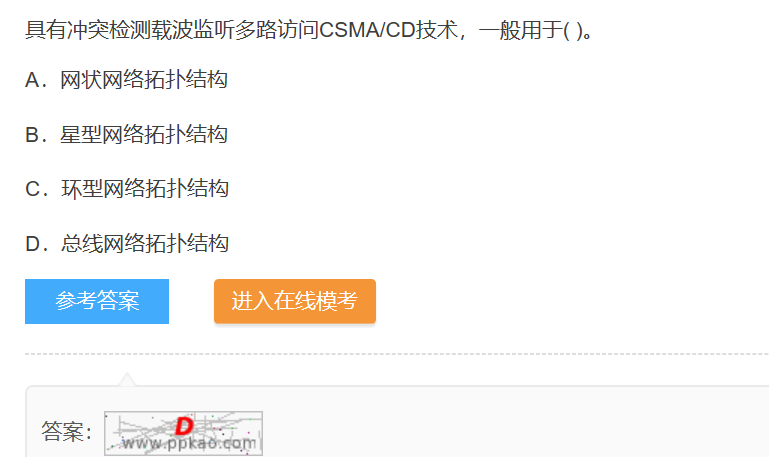 具有冲突检测载波监听多路访问CSMA/CD技术，一般用于( )。
A．网状网络拓扑结构
B．星型网络拓扑结构
C．环型网络拓扑结构
D．总线网络拓扑结构
参考答案 进入在线模考
答案： D
www.ppkao.com